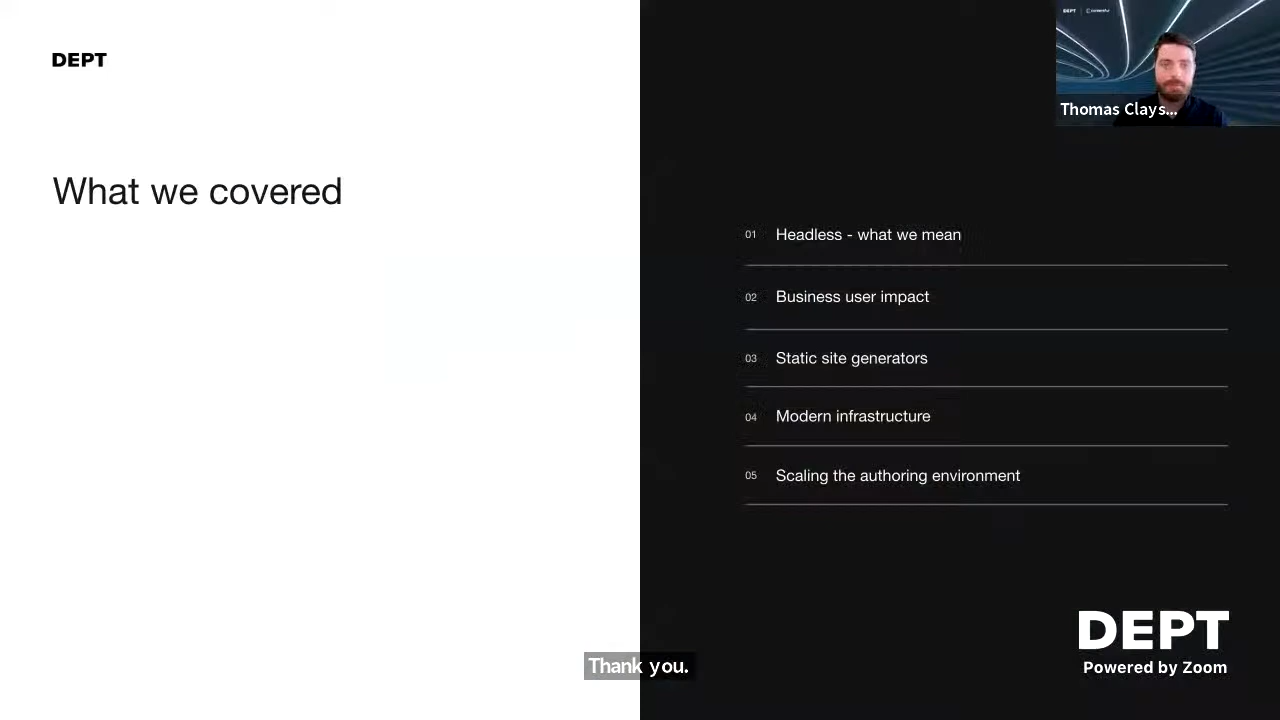 DEPT
What we covered
01 Headless - what we mean
02 Business user impact
03 Static site generators
04 Modern infrastructure
05 Scaling the authoring environment
DEPT
Thomas Clays...
Thank you.
DEPT
Powered by Zoom